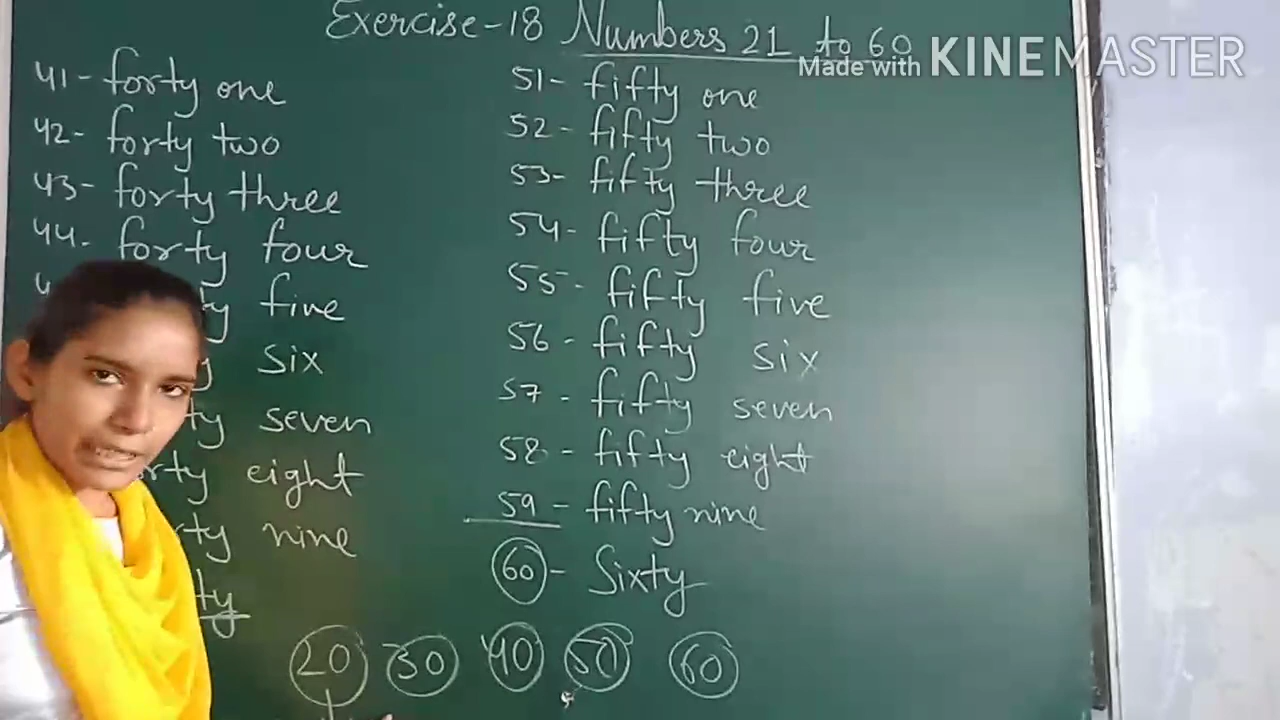 Exercise-18 Numbers 21 to 60
Made with KINEMASTER
41- forty one
42- forty two
43- forty three
44- forty four
five
six
seven
eight
nine
51- fifty one
52- fifty two
53- fifty three
54- fifty four
55- fifty five
56- fifty six
57- fifty seven
58- fifty eight
59- fifty nine
60- Sixty
20 30 40 50 60